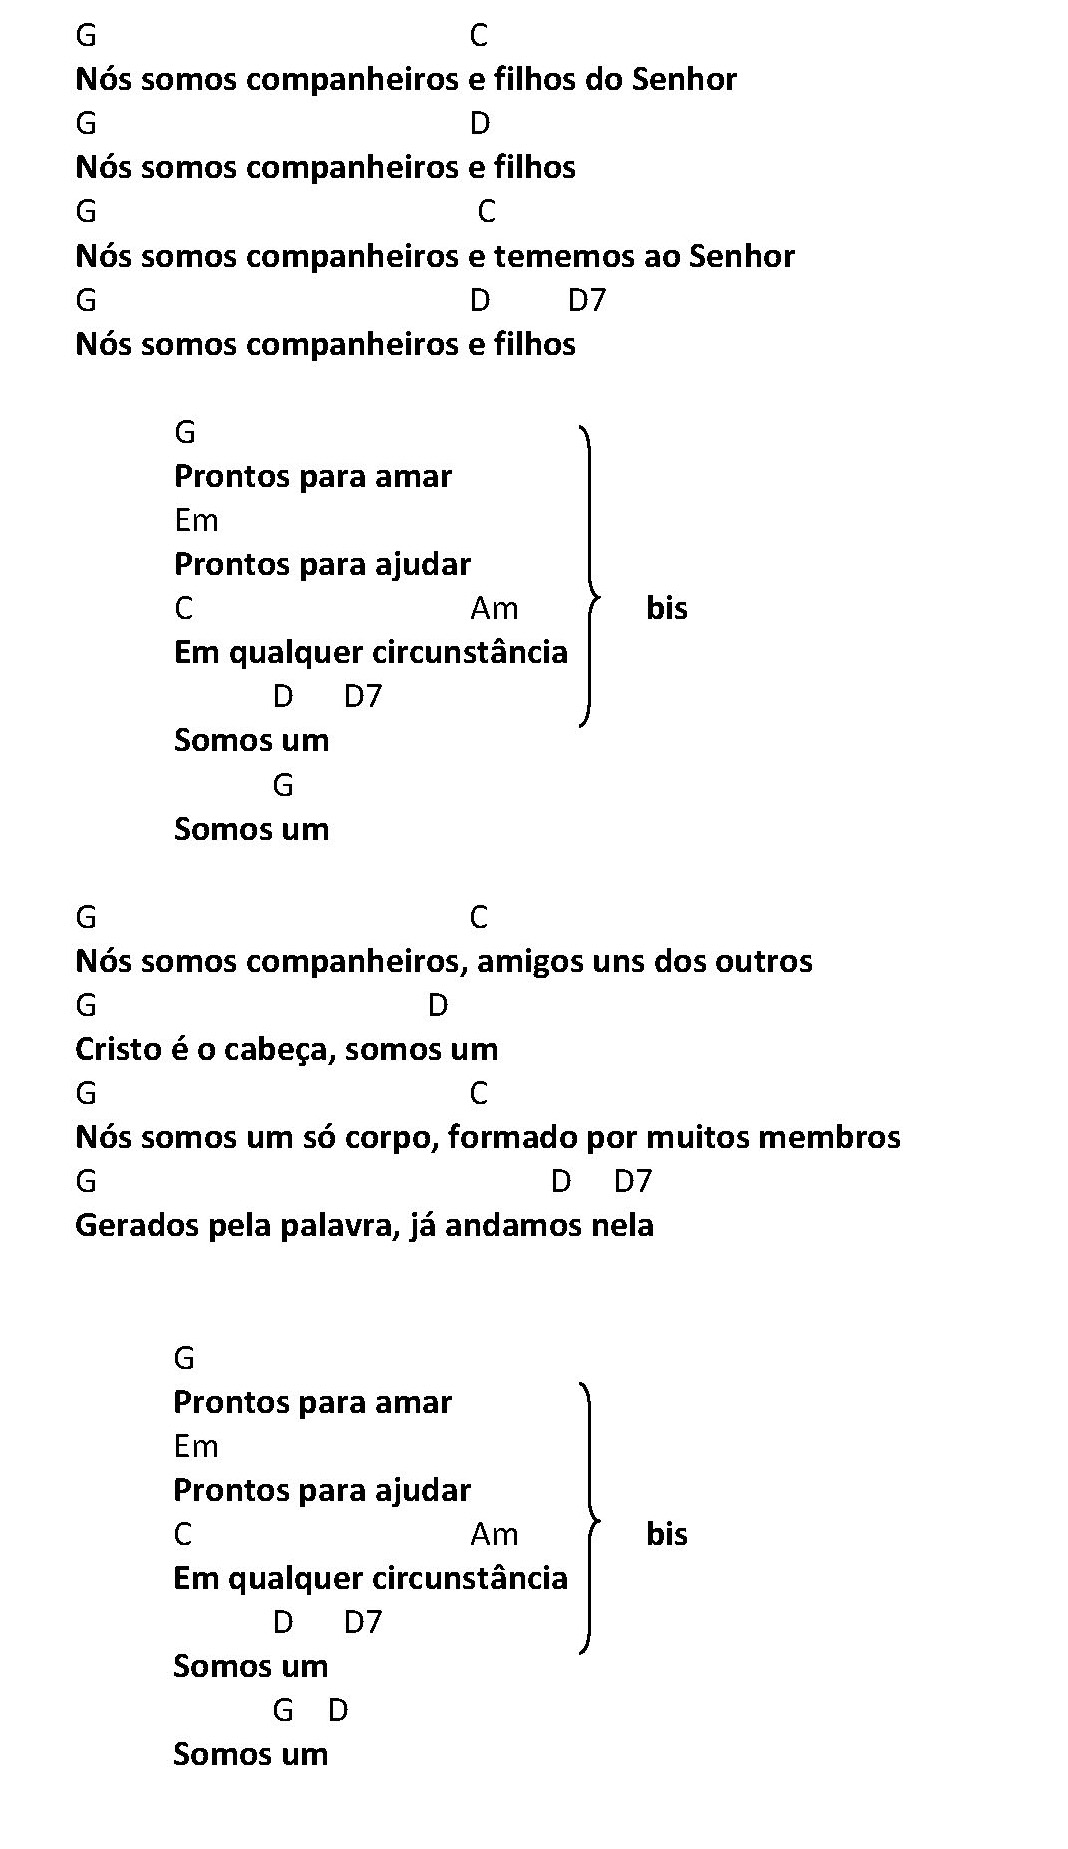 G C
Nós somos companheiros e filhos do Senhor
G D
Nós somos companheiros e filhos
G C
Nós somos companheiros e tememos ao Senhor
G D D7
Nós somos companheiros e filhos
G
Prontos para amar
Em
Prontos para ajudar
C Am bis
Em qualquer circunstância
D D7
Somos um
G
Somos um
G C
Nós somos companheiros, amigos uns dos outros
G D
Cristo é o cabeça, somos um
G C
Nós somos um só corpo, formado por muitos membros
G D D7
Gerados pela palavra, já andamos nela
G
Prontos para amar
Em
Prontos para ajudar
C Am bis
Em qualquer circunstância
D D7
Somos um
G D
Somos um